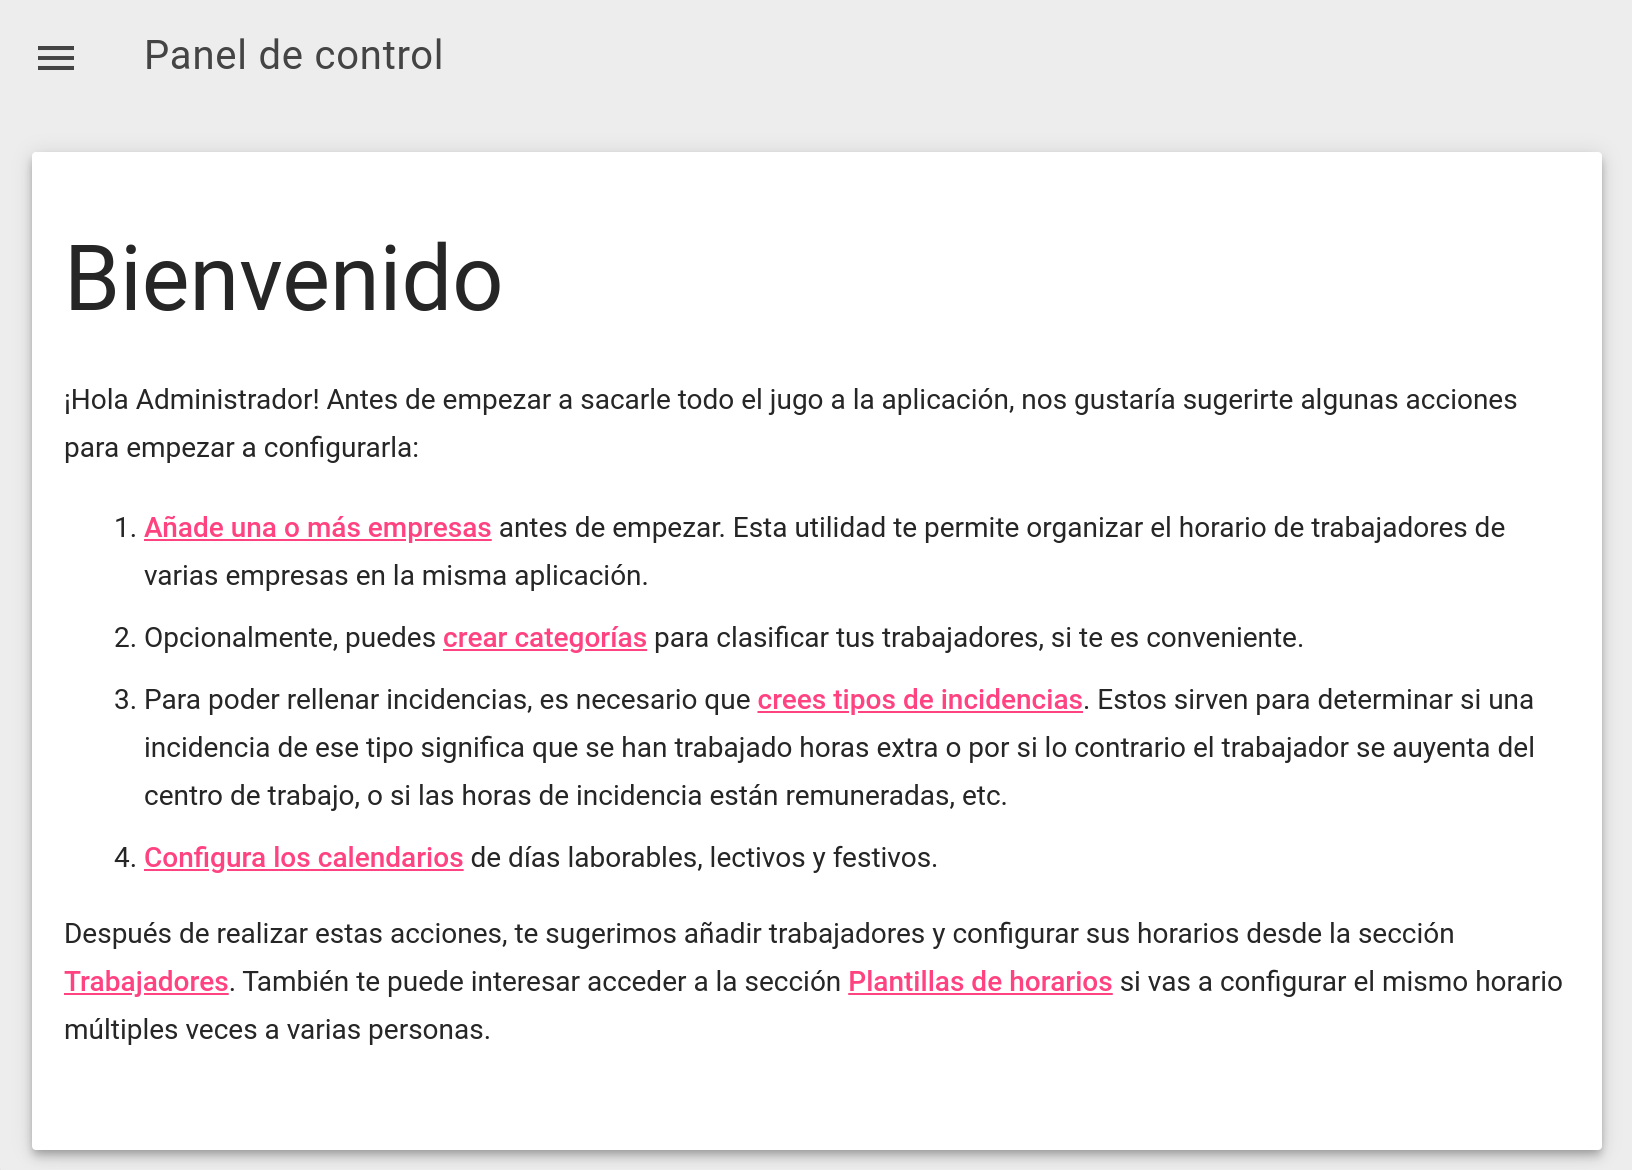 Panel de control
Bienvenido
¡Hola Administrador! Antes de empezar a sacarle todo el jugo a la aplicación, nos gustaría sugerirte algunas acciones
para empezar a configurarla:
1. Añade una o más empresas antes de empezar. Esta utilidad te permite organizar el horario de trabajadores de
varias empresas en la misma aplicación.
2. Opcionalmente, puedes crear categorías para clasificar tus trabajadores, si te es conveniente.
3. Para poder rellenar incidencias, es necesario que crees tipos de incidencias. Estos sirven para determinar si una
incidencia de ese tipo significa que se han trabajado horas extra o por si lo contrario el trabajador se auyenta del
centro de trabajo, o si las horas de incidencia están remuneradas, etc.
4. Configura los calendarios de días laborables, lectivos y festivos.
Después de realizar estas acciones, te sugerimos añadir trabajadores y configurar sus horarios desde la sección
Trabajadores. También te puede interesar acceder a la sección Plantillas de horarios si vas a configurar el mismo horario
múltiples veces a varias personas.